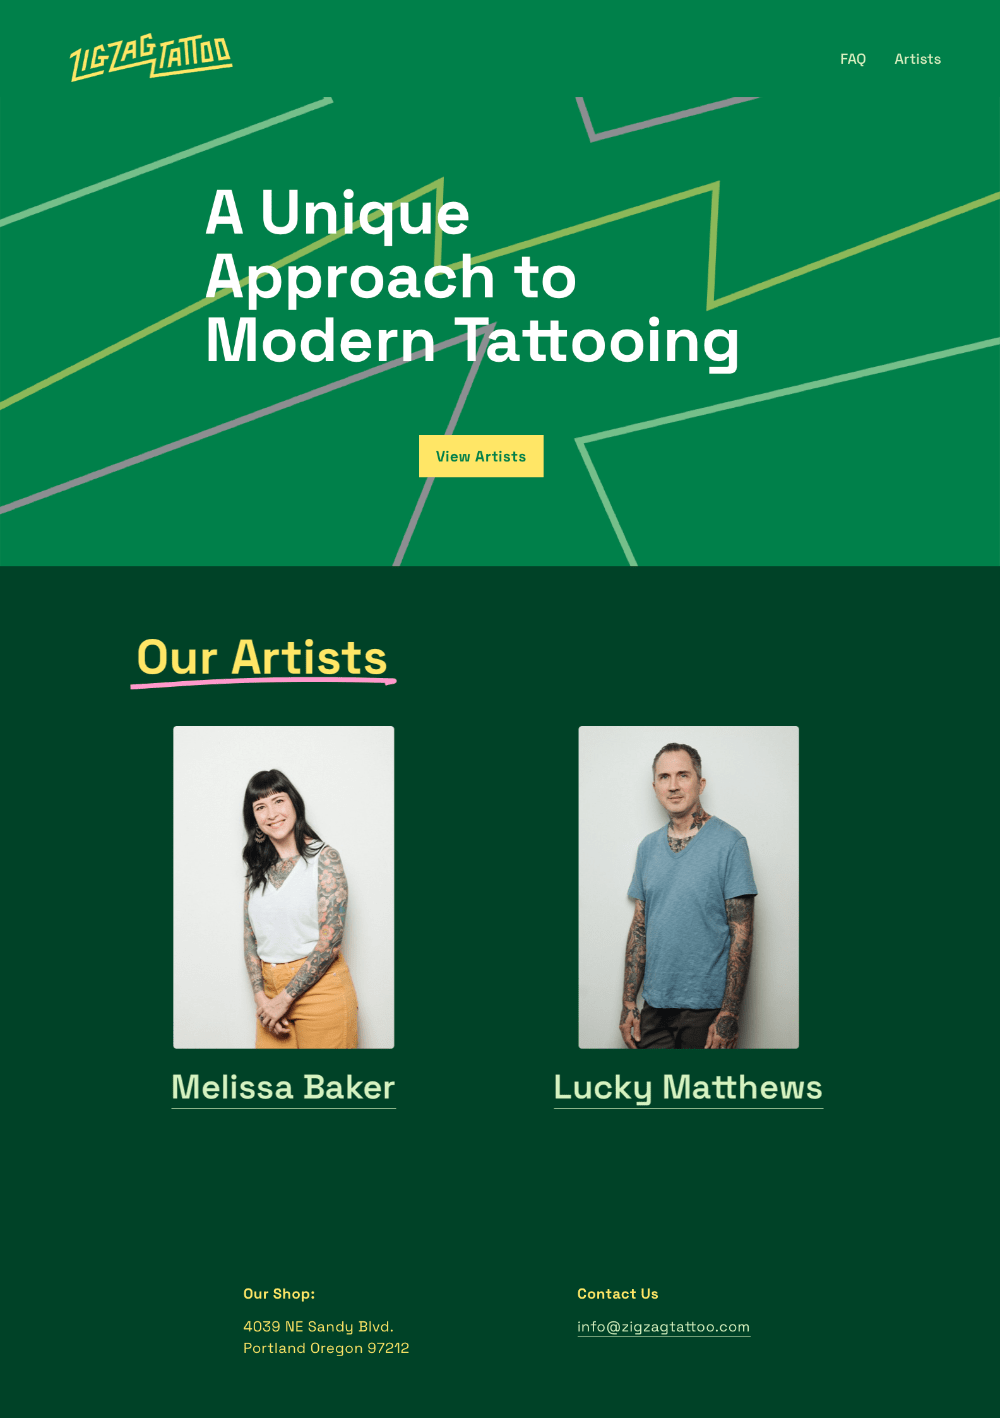 ZIGZAG TATTOO
FAQ Artists
A Unique
Approach to
Modern Tattooing
View Artists
Our Artists
Melissa Baker
Lucky Matthews
Our Shop:
4039 NE Sandy Blvd.
Portland Oregon 97212
Contact Us
info@zigzagtattoo.com